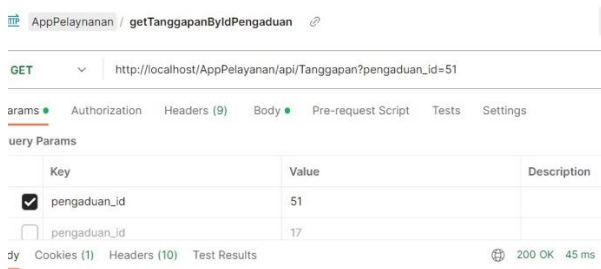 HTTP AppPelaynanan / getTanggapanByIdPengaduan
GET http://localhost/AppPelayanan/api/Tanggapan?pengaduan_id=51
arams Authorization Headers (9) Body Pre-request Script Tests Settings
uery Params
Key Value Description
pengaduan_id 51
pengaduan_id 17
dy Cookies (1) Headers (10) Test Results 200 OK 45 ms